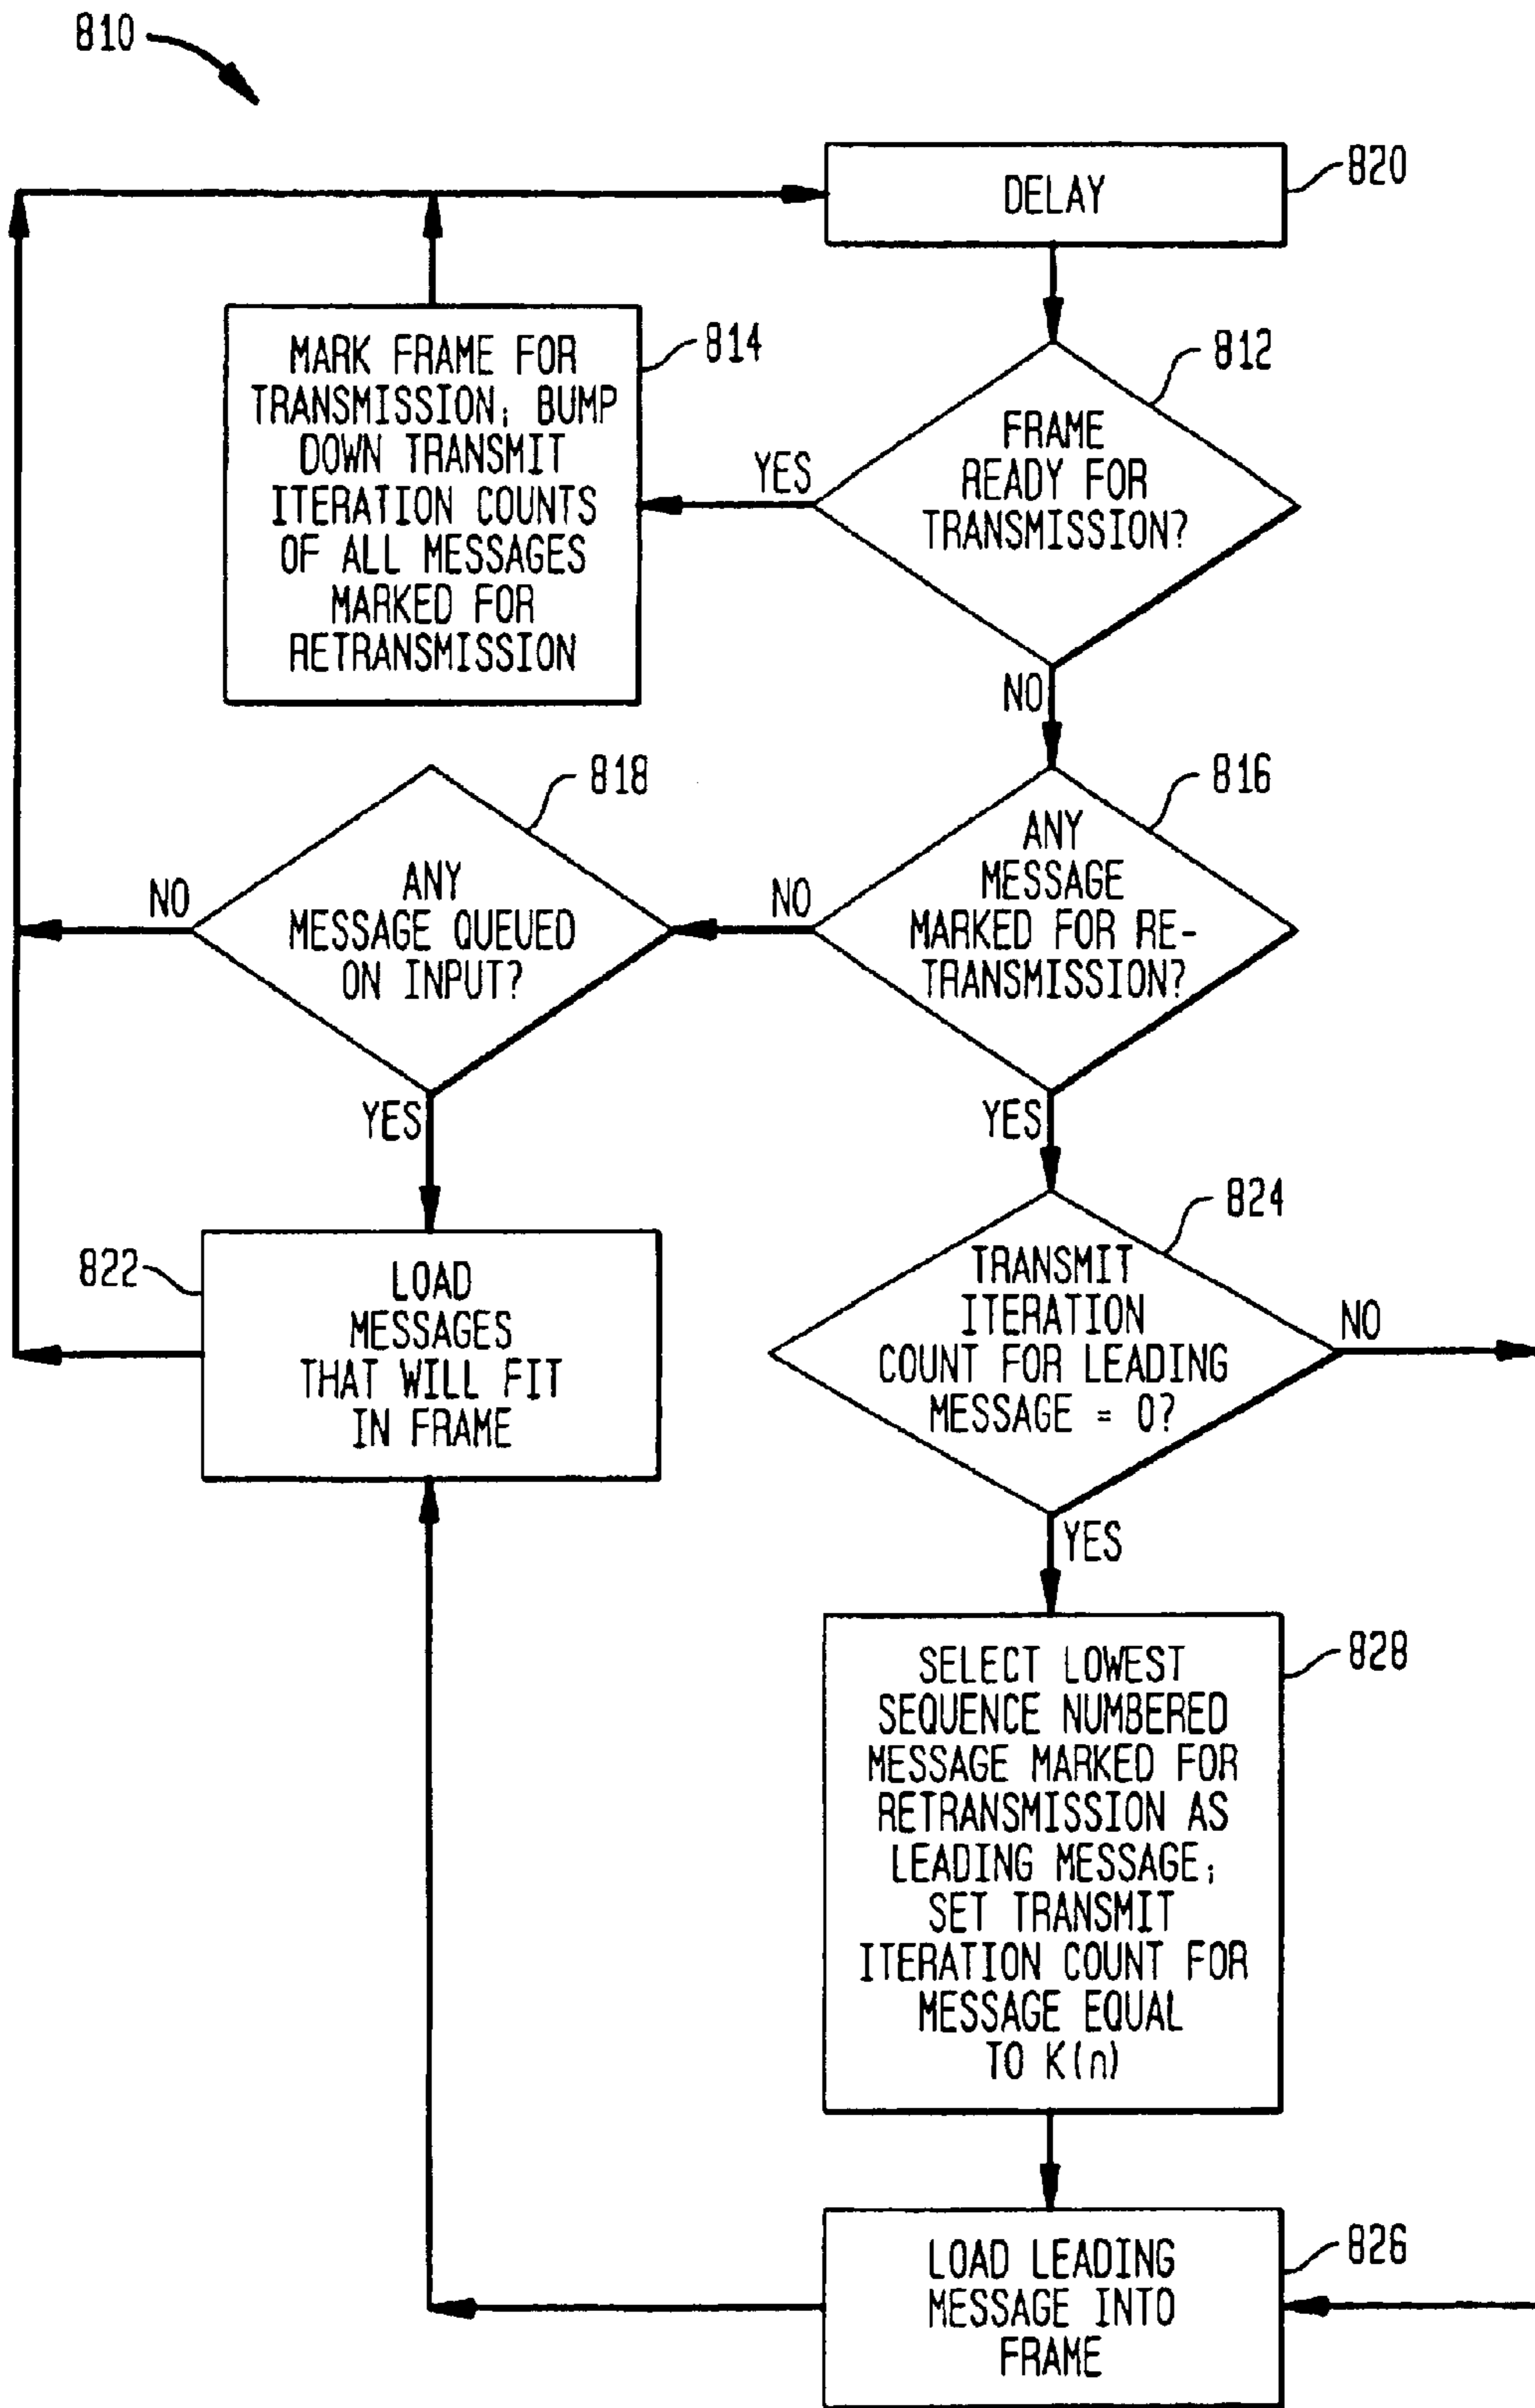 810
DELAY
820
MARK FRAME FOR
TRANSMISSION; BUMP
DOWN TRANSMIT
ITERATION COUNTS
OF ALL MESSAGES
MARKED FOR
RETRANSMISSION
814
FRAME
READY FOR
TRANSMISSION?
812
YES
NO
ANY
MESSAGE QUEUED
ON INPUT?
818
NO
YES
ANY
MESSAGE
MARKED FOR RE-
TRANSMISSION?
816
NO
YES
822
LOAD
MESSAGES
THAT WILL FIT
IN FRAME
TRANSMIT
ITERATION
COUNT FOR LEADING
MESSAGE = 0?
824
NO
YES
SELECT LOWEST
SEQUENCE NUMBERED
MESSAGE MARKED FOR
RETRANSMISSION AS
LEADING MESSAGE;
SET TRANSMIT
ITERATION COUNT FOR
MESSAGE EQUAL
TO K(n)
828
LOAD LEADING
MESSAGE INTO
FRAME
826